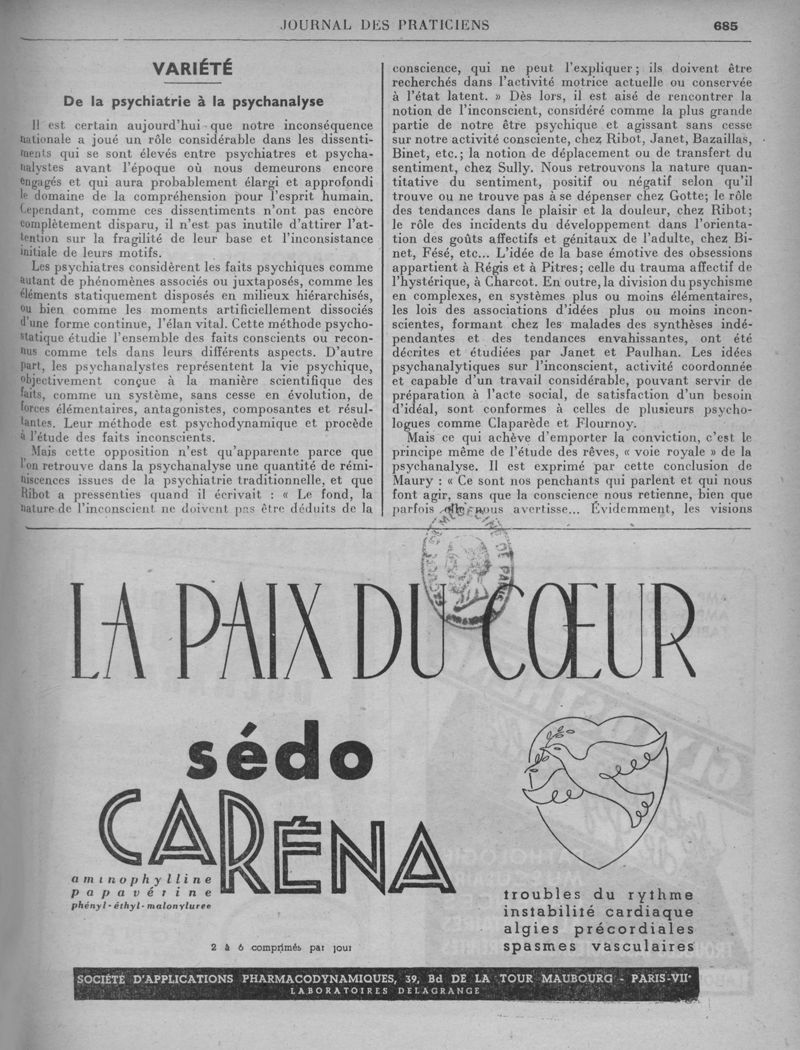 JOURNAL DES PRATICIENS 685
VARIÉTÉ
De la psychiatrie à la psychanalyse
Il est certain aujourd'hui que notre inconséquence
nationale a joué un rôle considérable dans les dissenti-
ments qui se sont élevés entre psychiatres et psycha-
nalystes avant l'époque où nous demeurons encore
engagés et qui aura probablement élargi et approfondi
le domaine de la compréhension pour l'esprit humain.
Cependant, comme ces dissentiments n'ont pas encore
complètement disparu, il n'est pas inutile d'attirer l'at-
tention sur la fragilité de leur base et l'inconsistance
initiale de leurs motifs.
Les psychiatres considèrent les faits psychiques comme
autant de phénomènes associés ou juxtaposés, comme les
éléments statiquement disposés en milieux hiérarchisés,
ou bien comme les moments artificiellement dissociés
d'une forme continue, l'élan vital. Cette méthode psycho-
statique étudie l'ensemble des faits conscients ou recon-
nus comme tels dans leurs différents aspects. D'autre
part, les psychanalystes représentent la vie psychique,
objectivement conçue à la manière scientifique des
faits, comme un système, sans cesse en évolution, de
forces élémentaires, antagonistes, composantes et résul-
tantes. Leur méthode est psychodynamique et procède
à l'étude des faits inconscients.
Mais cette opposition n'est qu'apparente parce que
l'on retrouve dans la psychanalyse une quantité de rémi-
niscences issues de la psychiatrie traditionnelle, et que
Ribot a pressenties quand il écrivait : « Le fond, la
nature de l'inconscient ne doivent pas être déduits de la
conscience, qui ne peut l'expliquer ; ils doivent être
recherchés dans l'activité motrice actuelle ou conservée
à l'état latent. » Dès lors, il est aisé de rencontrer la
notion de l'inconscient, considéré comme la plus grande
partie de notre être psychique et agissant sans cesse
sur notre activité consciente, chez Ribot, Janet, Bazaillas,
Binet, etc. ; la notion de déplacement ou de transfert du
sentiment, chez Sully. Nous retrouvons la nature quan-
titative du sentiment, positif ou négatif selon qu'il
trouve ou ne trouve pas à se dépenser chez Gotte; le rôle
des tendances dans le plaisir et la douleur, chez Ribot ;
le rôle des incidents du développement dans l'orienta-
tion des goûts affectifs et génitaux de l'adulte, chez Bi-
net, Fésé, etc... L'idée de la base émotive des obsessions
appartient à Régis et à Pitres ; celle du trauma affectif de
l'hystérique, à Charcot. En outre, la division du psychisme
en complexes, en systèmes plus ou moins élémentaires,
les lois des associations d'idées plus ou moins incon-
scientes, formant chez les malades des synthèses indé-
pendantes et des tendances envahissantes, ont été
décrites et étudiées par Janet et Paulhan. Les idées
psychanalytiques sur l'inconscient, activité coordonnée
et capable d'un travail considérable, pouvant servir de
préparation à l'acte social, de satisfaction d'un besoin
d'idéal, sont conformes à celles de plusieurs psycho-
logues comme Claparède et Flournoy.
Mais ce qui achève d'emporter la conviction, c'est le
principe même de l'étude des rêves, « voie royale » de la
psychanalyse. Il est exprimé par cette conclusion de
Maury : « Ce sont nos penchants qui parlent et qui nous
font agir, sans que la conscience nous retienne, bien que
parfois elle nous avertisse... Évidemment, les visions
LA PAIX DU CŒUR
sédo
CARÉNA
aminophylline
papavérine
phényl-éthyl-malonyluree
2 à 6 comprimés par jour
troubles du rythme
instabilité cardiaque
algies précordiales
spasmes vasculaires
SOCIÉTÉ D'APPLICATIONS PHARMACODYNAMIQUES, 39, Bd DE LA TOUR MAUBOURG - PARIS-VIIe
LABORATOIRES DELAGRANGE